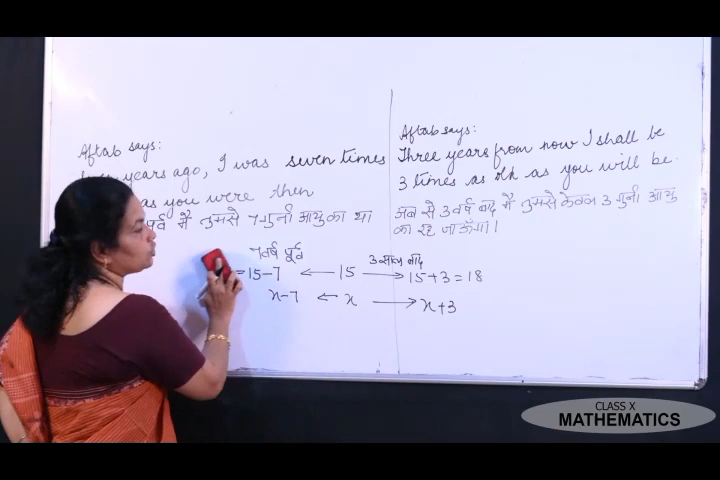 Aftab says:
years ago, I was seven times
as you were then
पूर्व मैं तुमसे 7 गुनी आयु का था
7 वर्ष पूर्व
= 15-7 ← 15
x-7 ← x
Aftab says:
Three years from now I shall be
3 times as old as you will be.
अब से 3 वर्ष बाद मैं तुमसे केवल 3 गुनी आयु
का रह जाऊँगा।
3 साल बाद
→ 15+3=18
→ x+3
CLASS X
MATHEMATICS